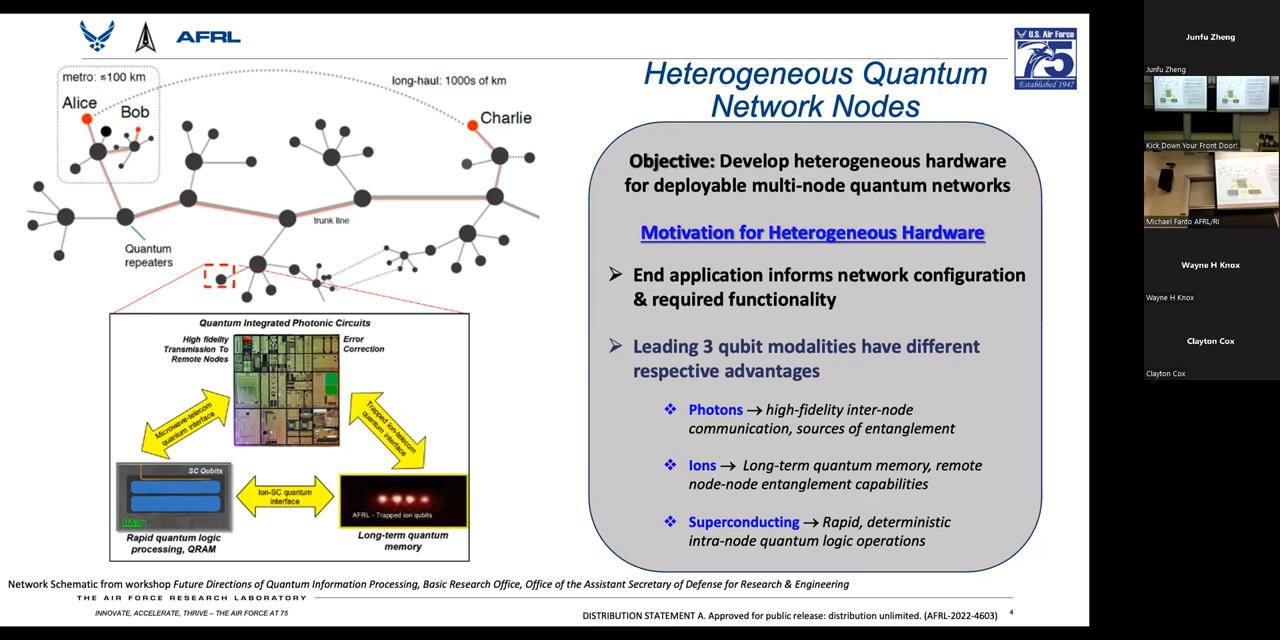 AFRL
U.S. Air Force
75
Established 1947
Heterogeneous Quantum
Network Nodes
metro: ≤100 km
long-haul: 1000s of km
Alice
Bob
Charlie
trunk line
Quantum
repeaters
Quantum Integrated Photonic Circuits
High fidelity
Transmission To
Remote Nodes
Error
Correction
Microwave-telecom
quantum interface
Trapped ion-telecom
quantum interface
SC Qubits
100μm
Ion-SC quantum
interface
AFRL - Trapped ion qubits
Rapid quantum logic
processing, QRAM
Long-term quantum
memory
Objective: Develop heterogeneous hardware
for deployable multi-node quantum networks
Motivation for Heterogeneous Hardware
➢ End application informs network configuration
& required functionality
➢ Leading 3 qubit modalities have different
respective advantages
❖ Photons → high-fidelity inter-node
communication, sources of entanglement
❖ Ions → Long-term quantum memory, remote
node-node entanglement capabilities
❖ Superconducting → Rapid, deterministic
intra-node quantum logic operations
Network Schematic from workshop Future Directions of Quantum Information Processing, Basic Research Office, Office of the Assistant Secretary of Defense for Research & Engineering
THE AIR FORCE RESEARCH LABORATORY
INNOVATE, ACCELERATE, THRIVE – THE AIR FORCE AT 75
DISTRIBUTION STATEMENT A. Approved for public release: distribution unlimited. (AFRL-2022-4603)
4
Junfu Zheng
Junfu Zheng
Kick Down Your Front Door!
Michael Fanto AFRL/RI
Wayne H Knox
Wayne H Knox
Clayton Cox
Clayton Cox